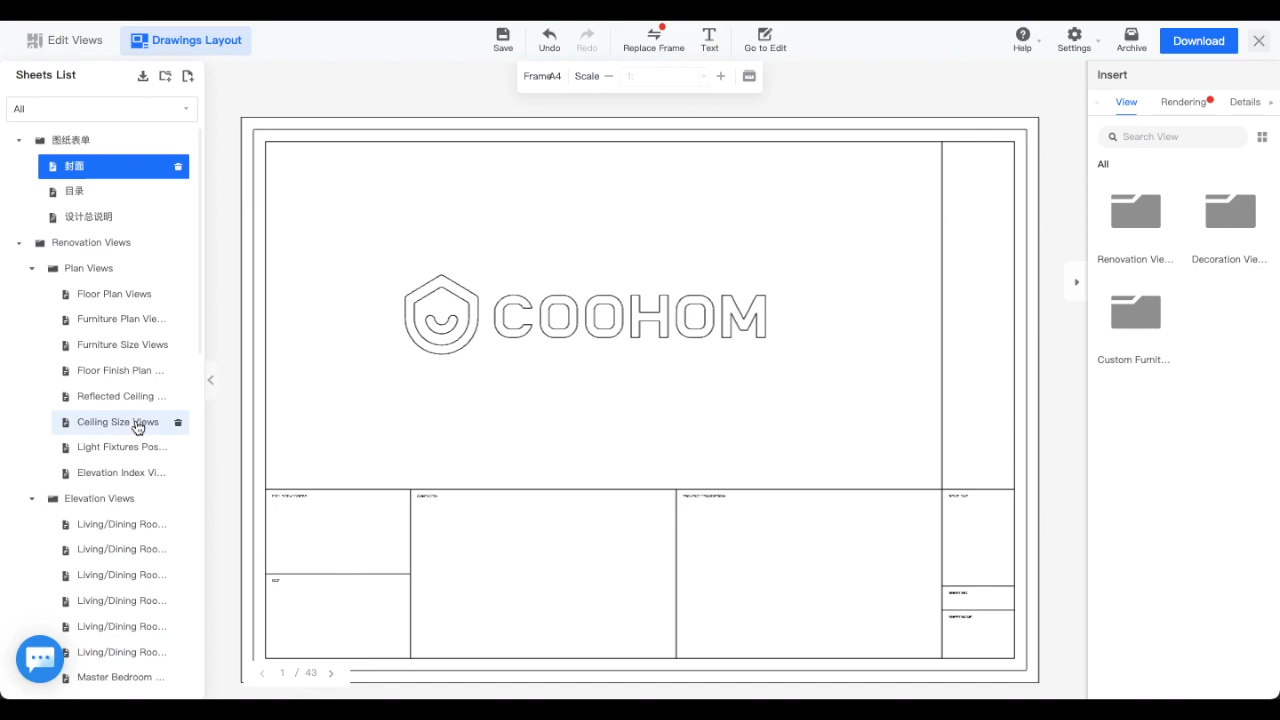 Edit Views
Drawings Layout
Save
Undo
Redo
Replace Frame
Text
Go to Edit
Help
Settings
Archive
Download
Sheets List
FrameA4
Scale
1:
Insert
All
View
Rendering
Details
Search View
图纸表单
封面
目录
设计总说明
Renovation Views
Plan Views
Floor Plan Views
Furniture Plan Vie...
Furniture Size Views
Floor Finish Plan ...
Reflected Ceiling ...
Ceiling Size Views
Light Fixtures Pos...
Elevation Index Vi...
Elevation Views
Living/Dining Roo...
Living/Dining Roo...
Living/Dining Roo...
Living/Dining Roo...
Living/Dining Roo...
Living/Dining Roo...
Master Bedroom ...
COOHOM
1 / 43
All
Renovation Vie...
Decoration Vie...
Custom Furnit...